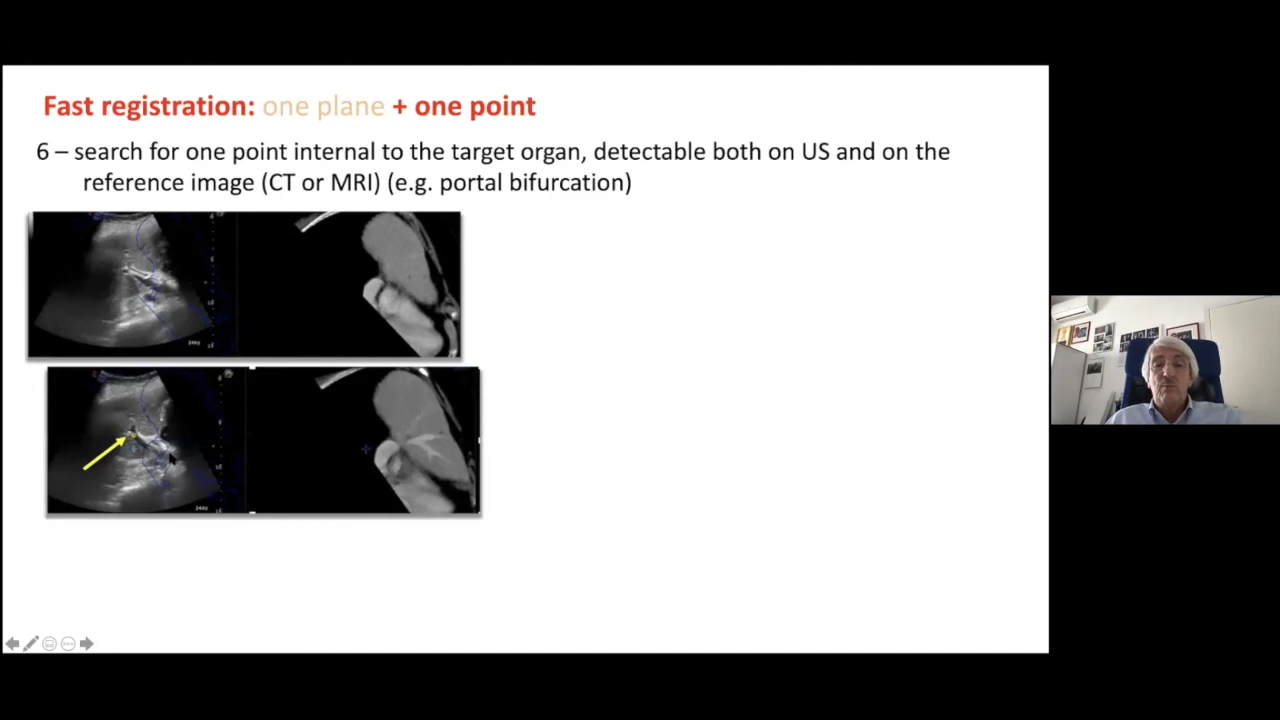 Fast registration: one plane + one point
6 – search for one point internal to the target organ, detectable both on US and on the
reference image (CT or MRI) (e.g. portal bifurcation)